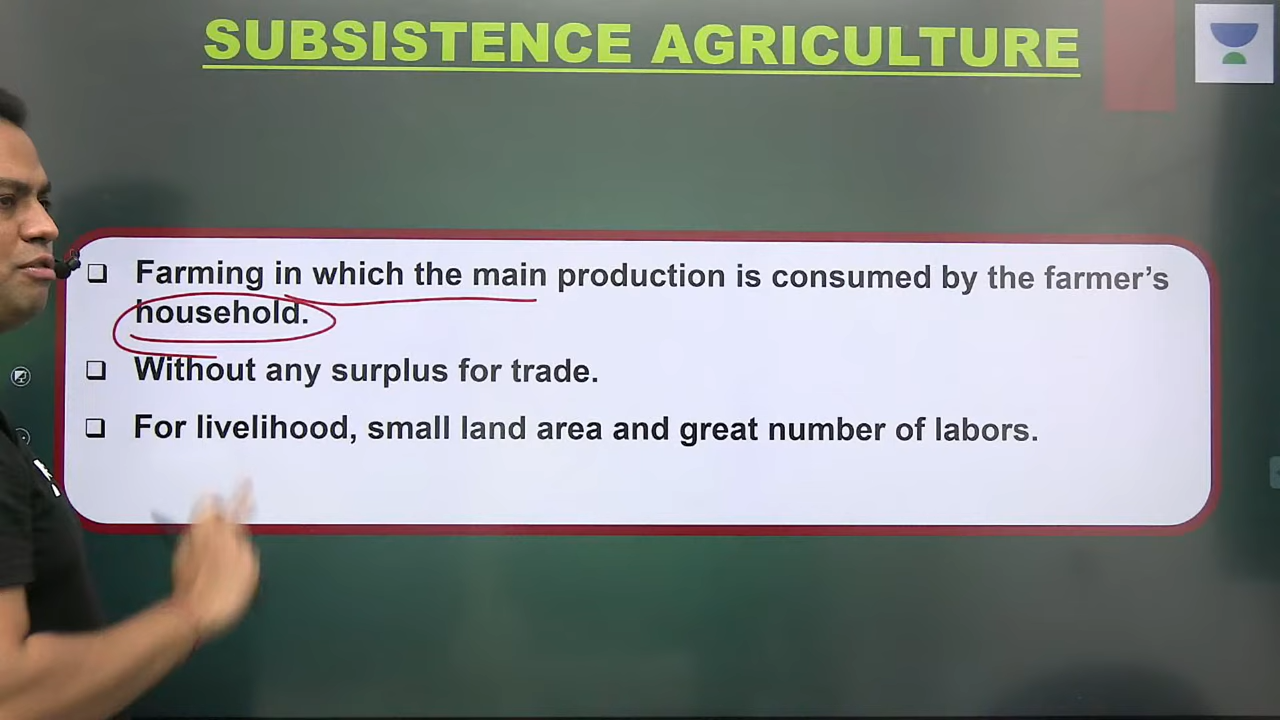 SUBSISTENCE AGRICULTURE
❑ Farming in which the main production is consumed by the farmer's
household.
❑ Without any surplus for trade.
❑ For livelihood, small land area and great number of labors.